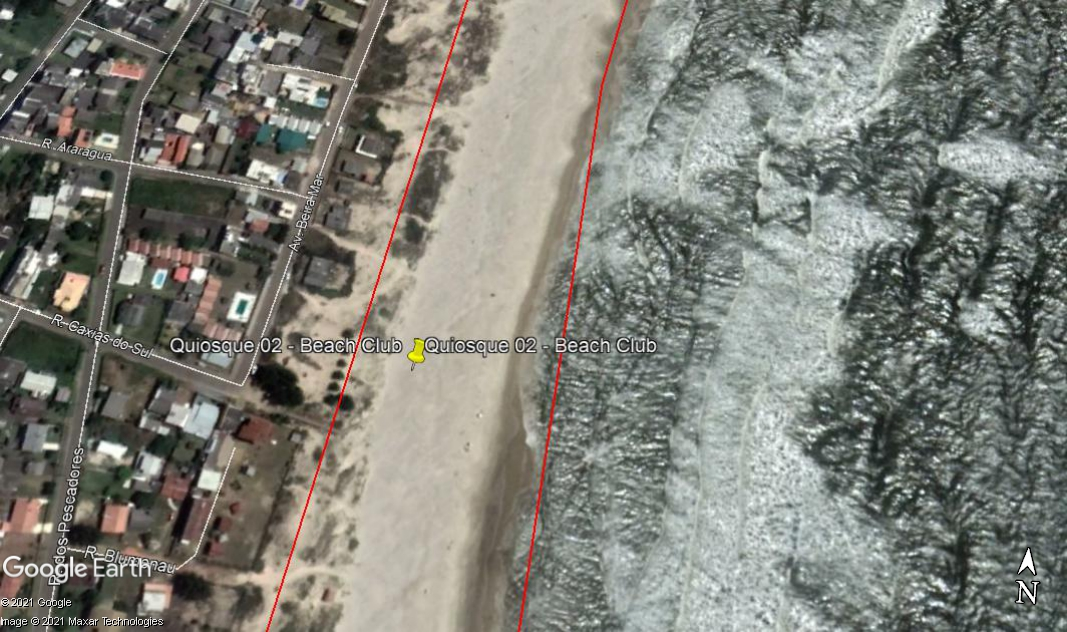 R. Araragua
Av. Beira Mar
R. Caxias do Sul
Quiosque 02 - Beach Club
Quiosque 02 - Beach Club
R. dos Pescadores
R. Blumenau
Google Earth
©2021 Google
Image © 2021 Maxar Technologies
N